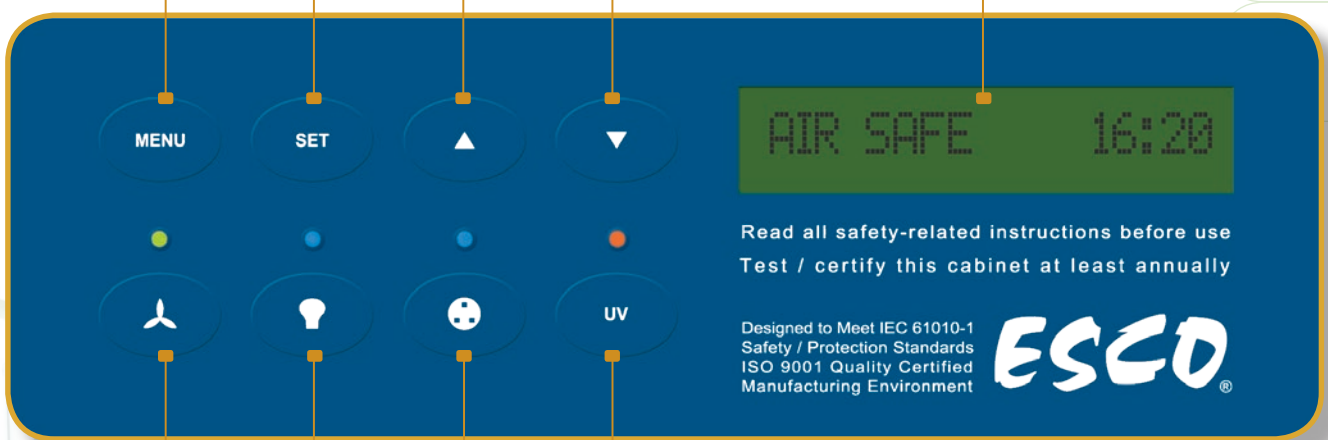 MENU SET
AIR SAFE 16:20
Read all safety-related instructions before use
Test / certify this cabinet at least annually
UV
Designed to Meet IEC 61010-1
Safety / Protection Standards
ISO 9001 Quality Certified
Manufacturing Environment
ESCO®